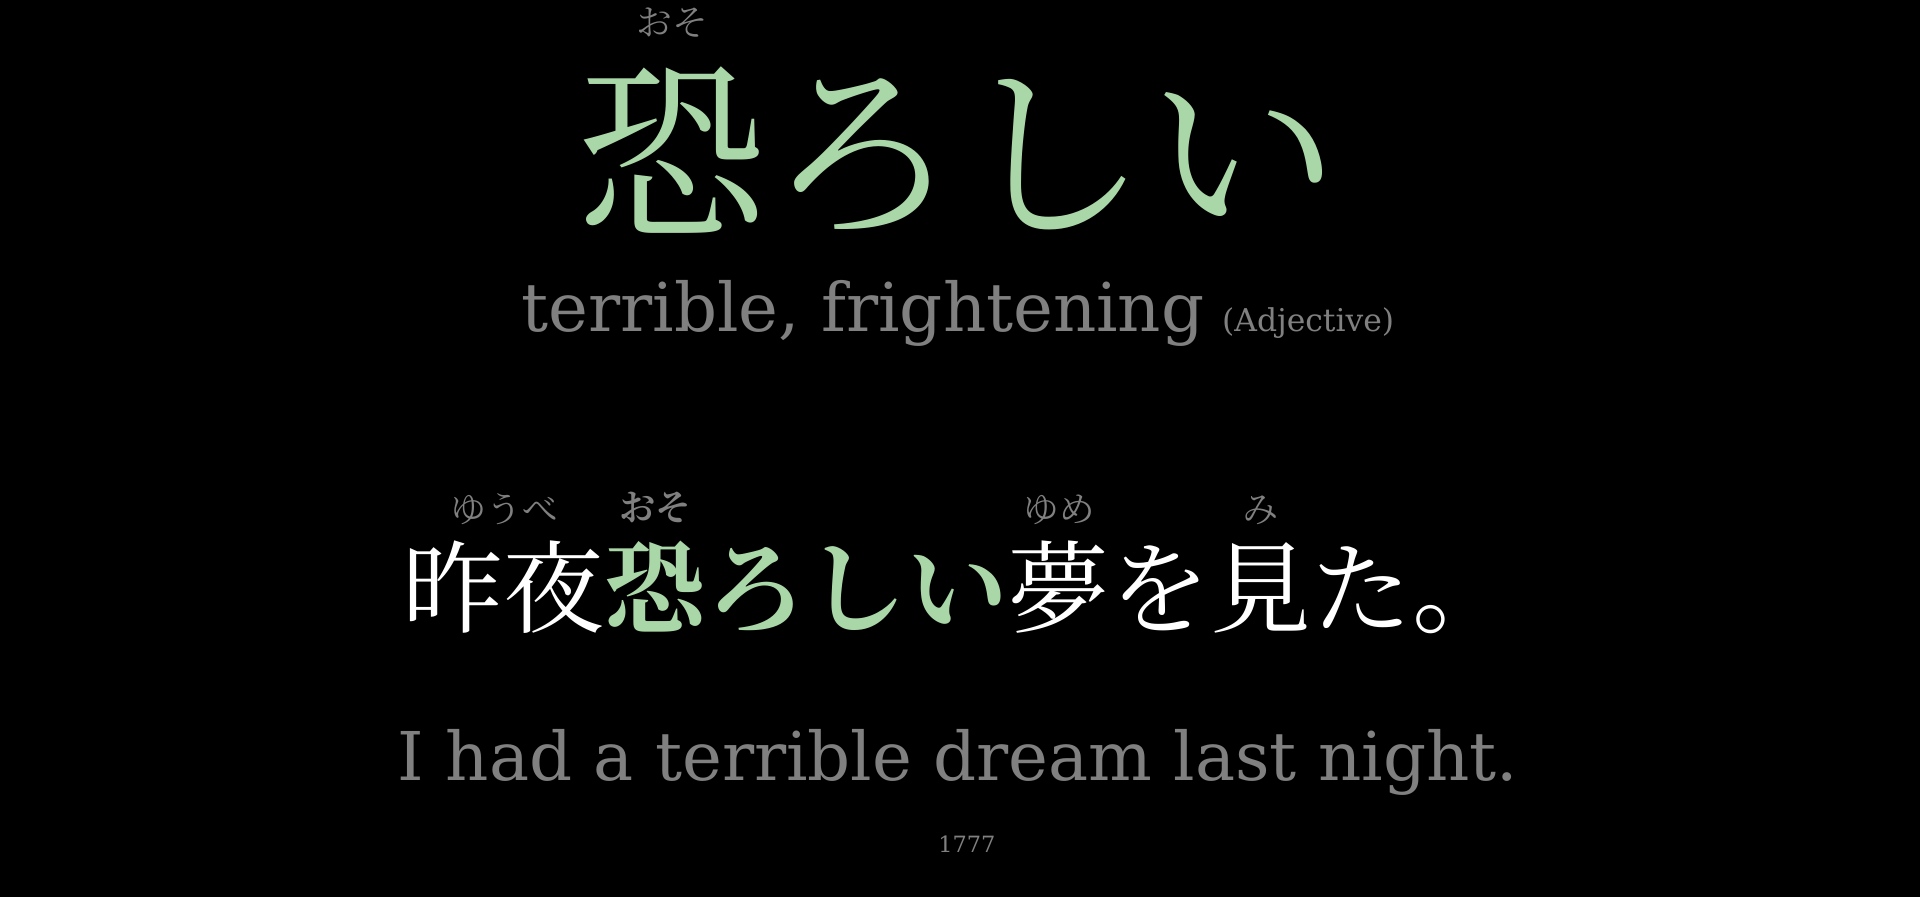 おそ
恐ろしい
terrible, frightening (Adjective)
ゆうべ おそ ゆめ み
昨夜恐ろしい夢を見た。
I had a terrible dream last night.
1777